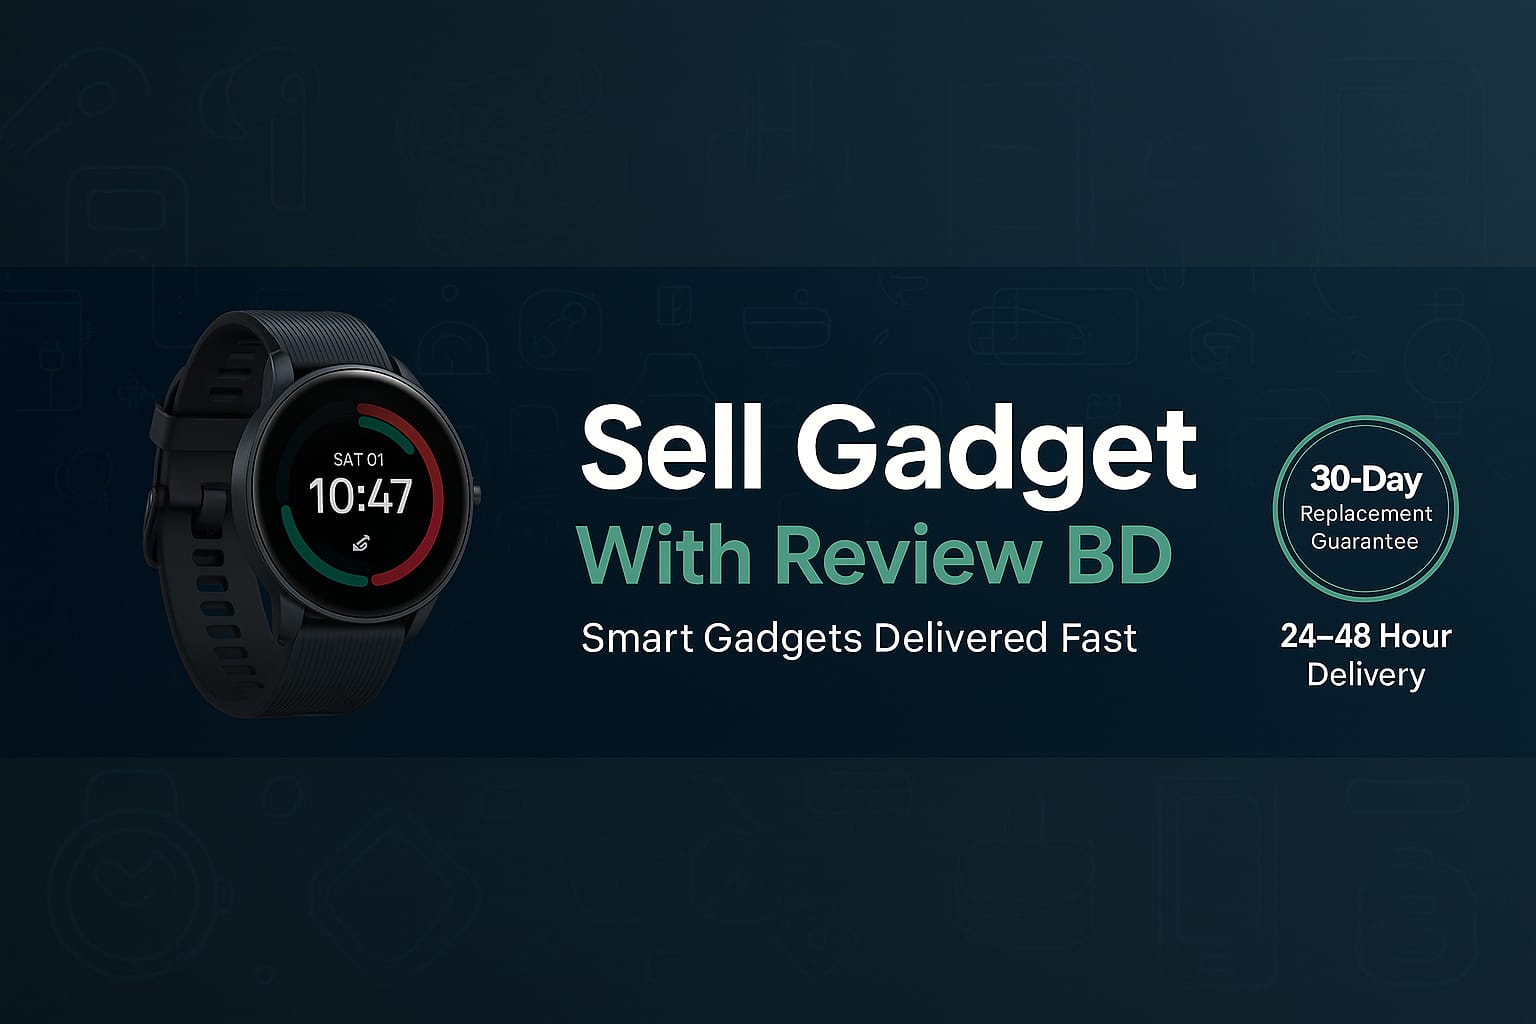 SAT 01
10:47
Sell Gadget
With Review BD
Smart Gadgets Delivered Fast
30-Day
Replacement
Guarantee
24–48 Hour
Delivery